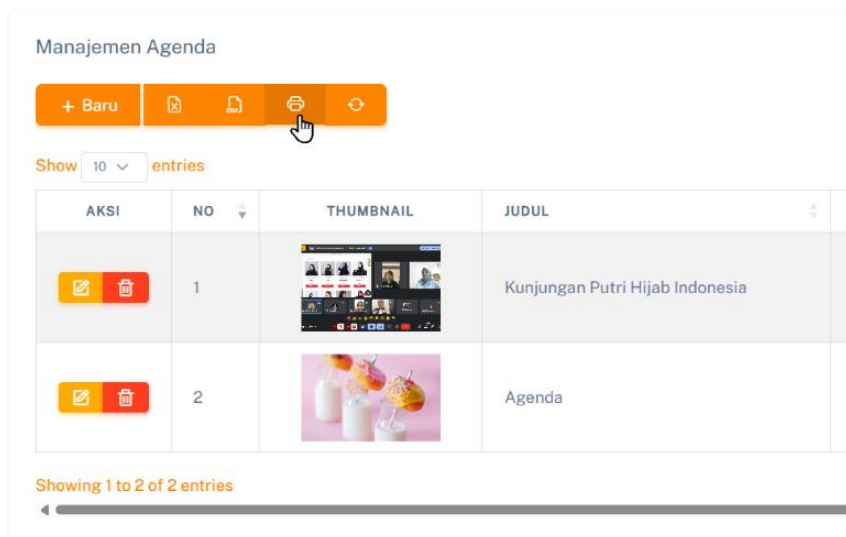 Manajemen Agenda
+ Baru
Show 10 entries
AKSI NO THUMBNAIL JUDUL
1 Kunjungan Putri Hijab Indonesia
2 Agenda
Showing 1 to 2 of 2 entries